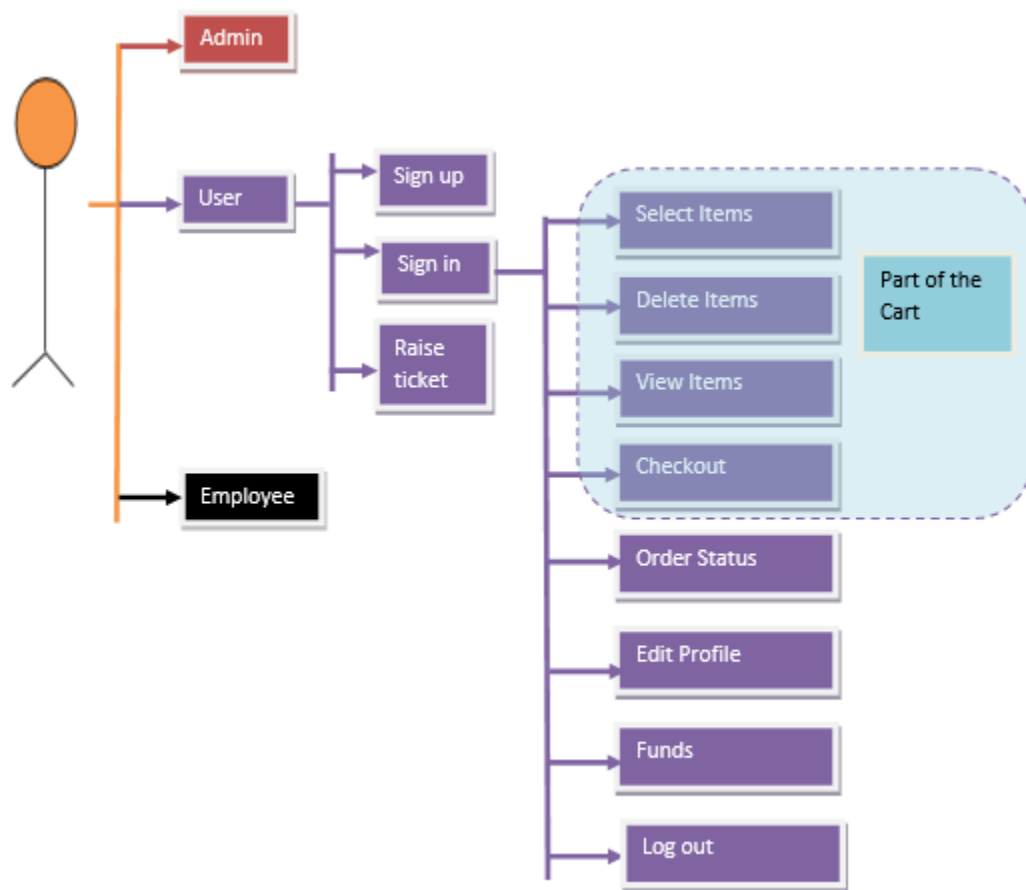 Admin
User
Sign up
Sign in
Raise
ticket
Employee
Select Items
Delete Items
View Items
Checkout
Part of the
Cart
Order Status
Edit Profile
Funds
Log out